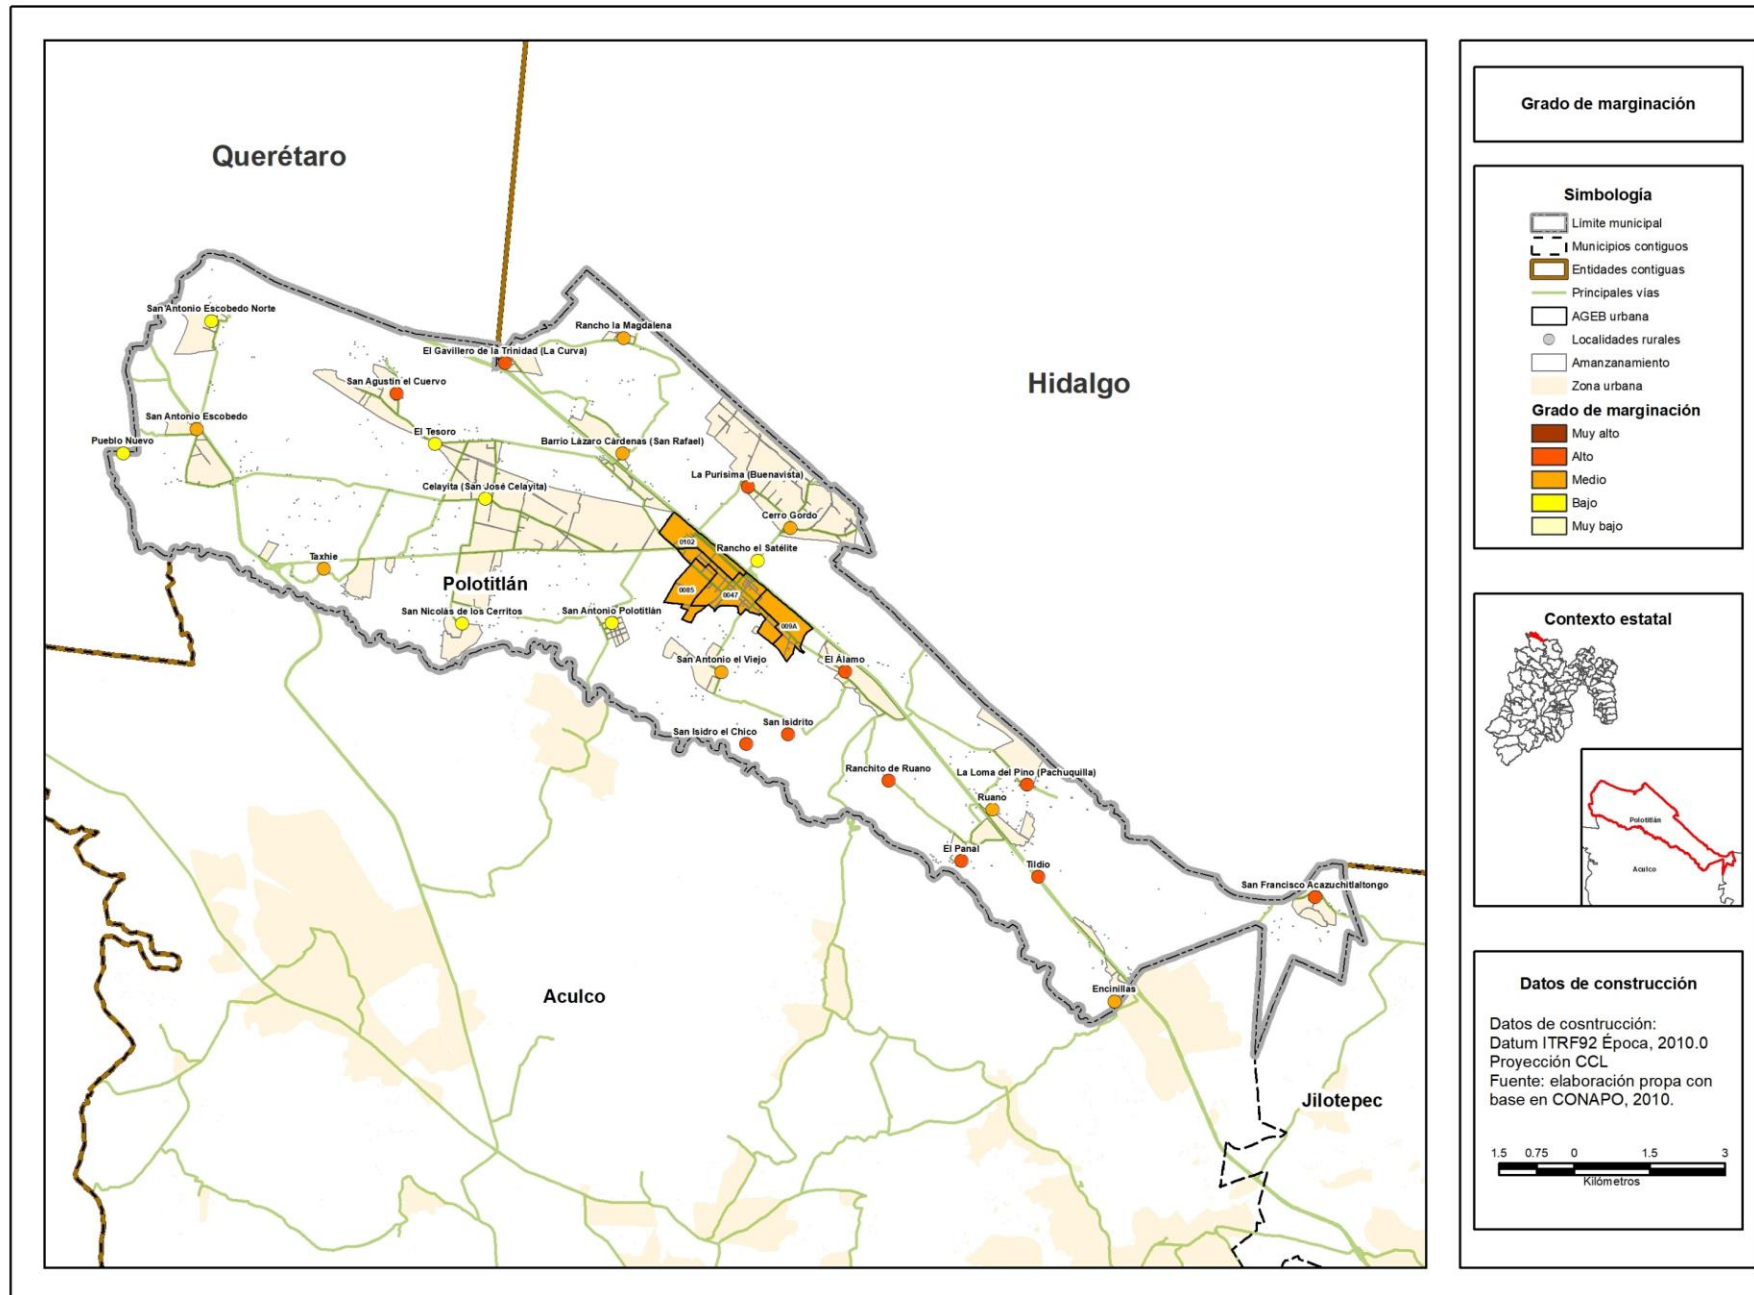 Querétaro
Hidalgo
San Antonio Escobedo Norte
Rancho la Magdalena
El Gavillero de la Trinidad (La Curva)
San Agustín el Cuervo
San Antonio Escobedo
El Tesoro
Pueblo Nuevo
Barrio Lázaro Cárdenas (San Rafael)
La Purísima (Buenavista)
Celayita (San José Celayita)
Cerro Gordo
0102
Rancho el Satélite
Taxhie
Polotitlán
0085
0047
San Nicolás de los Cerritos
San Antonio Polotitlán
009A
San Antonio el Viejo
El Álamo
San Isidrito
San Isidro el Chico
Ranchito de Ruano
La Loma del Pino (Pachuquilla)
Ruano
El Panal
Tildio
San Francisco Acazuchitlaltongo
Encinillas
Aculco
Jilotepec
Grado de marginación
Simbología
Límite municipal
Municipios contiguos
Entidades contiguas
Principales vías
AGEB urbana
Localidades rurales
Amanzanamiento
Zona urbana
Grado de marginación
Muy alto
Alto
Medio
Bajo
Muy bajo
Contexto estatal
Polotitlán
Aculco
Datos de construcción
Datos de cosntrucción:
Datum ITRF92 Época, 2010.0
Proyección CCL
Fuente: elaboración propa con
base en CONAPO, 2010.
1.5 0.75 0 1.5 3
Kilómetros